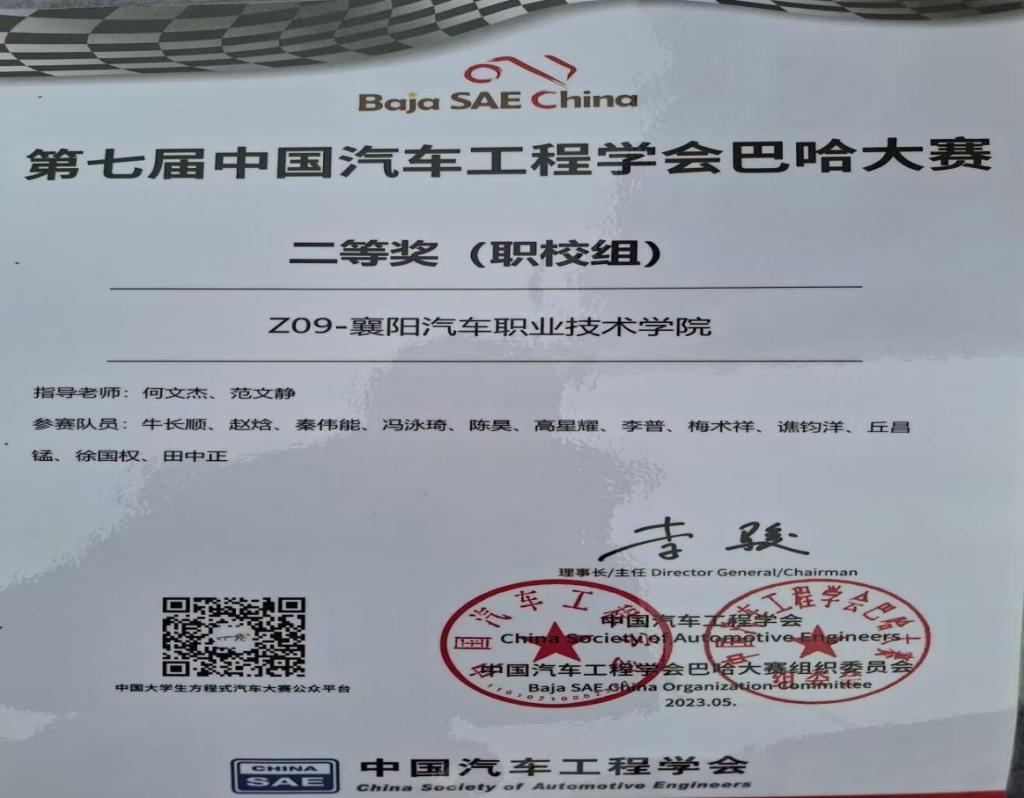 Baja SAE China
第七届中国汽车工程学会巴哈大赛
二等奖（职校组）
Z09-襄阳汽车职业技术学院
指导老师：何文杰、范文静
参赛队员：牛长顺、赵焓、秦伟能、冯泳琦、陈昊、高星耀、李普、梅术祥、谯钧洋、丘昌
锰、徐国权、田中正
李骏
理事长/主任 Director General/Chairman
中国汽车工程学会
China Society of Automotive Engineers
中国汽车工程学会巴哈大赛组织委员会
Baja SAE China Organization Committee
2023.05.
中国大学生方程式汽车大赛公众平台
CHINA
SAE
中国汽车工程学会
China Society of Automotive Engineers